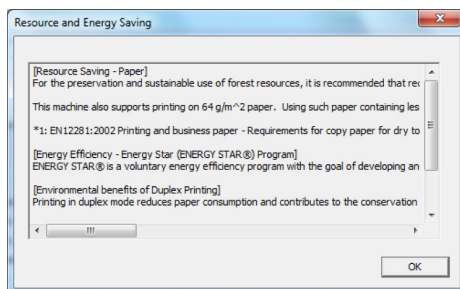 Resource and Energy Saving
[Resource Saving - Paper]
For the preservation and sustainable use of forest resources, it is recommended that rec
This machine also supports printing on 64 g/m^2 paper.  Using such paper containing les
*1: EN12281:2002 Printing and business paper - Requirements for copy paper for dry to
[Energy Efficiency - Energy Star (ENERGY STAR®) Program]
ENERGY STAR® is a voluntary energy efficiency program with the goal of developing an
[Environmental benefits of Duplex Printing]
Printing in duplex mode reduces paper consumption and contributes to the conservation
OK